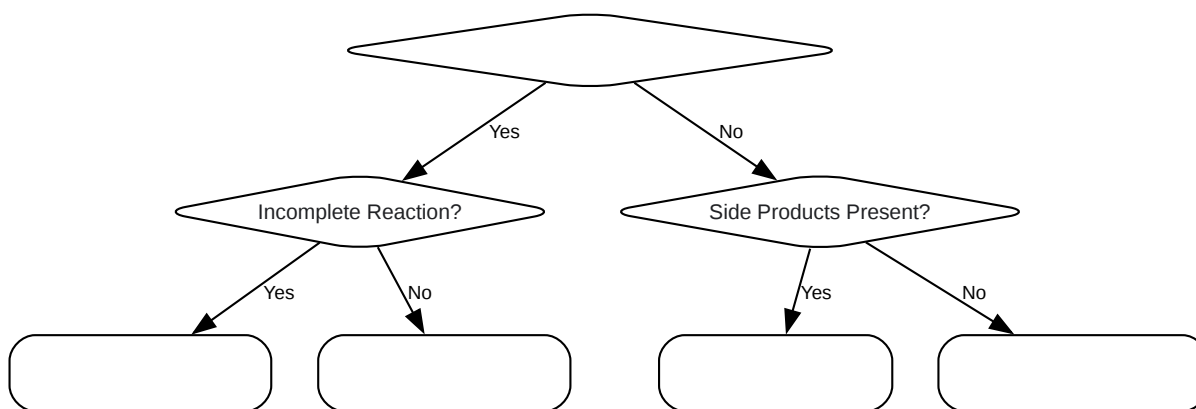 Yes
No
Incomplete Reaction?
Side Products Present?
Yes
No
Yes
No